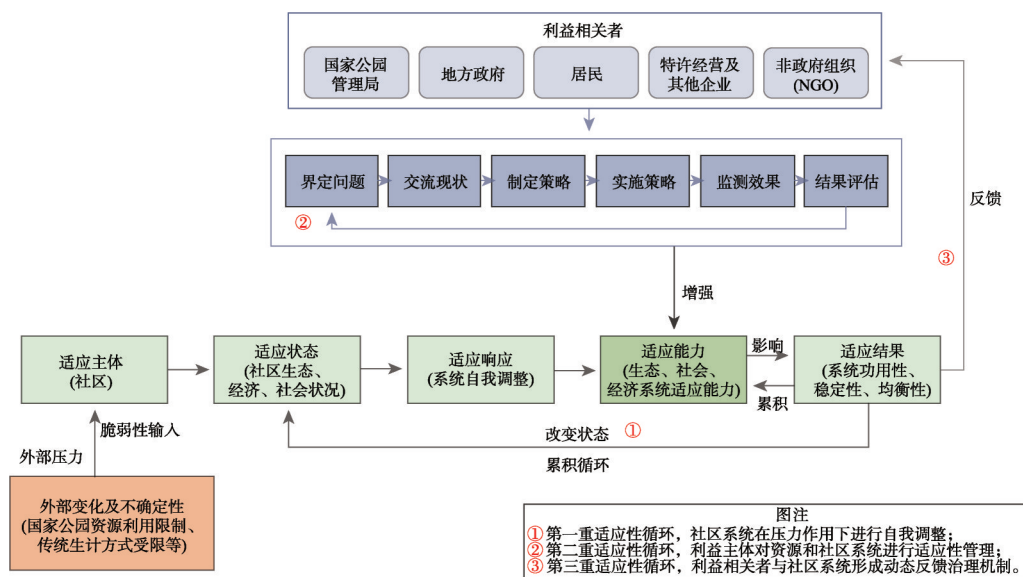 利益相关者
国家公园
管理局
地方政府
居民
特许经营及
其他企业
非政府组织
(NGO)
界定问题
交流现状
制定策略
实施策略
监测效果
结果评估
②
反馈
③
增强
适应主体
(社区)
适应状态
(社区生态、
经济、社会状况)
适应响应
(系统自我调整)
适应能力
(生态、社会、
经济系统适应能力)
影响
累积
适应结果
(系统功用性、
稳定性、均衡性)
脆弱性输入
外部压力
改变状态
①
累积循环
外部变化及不确定性
(国家公园资源利用限制、
传统生计方式受限等)
图注
①第一重适应性循环，社区系统在压力作用下进行自我调整；
②第二重适应性循环，利益主体对资源和社区系统进行适应性管理；
③第三重适应性循环，利益相关者与社区系统形成动态反馈治理机制。